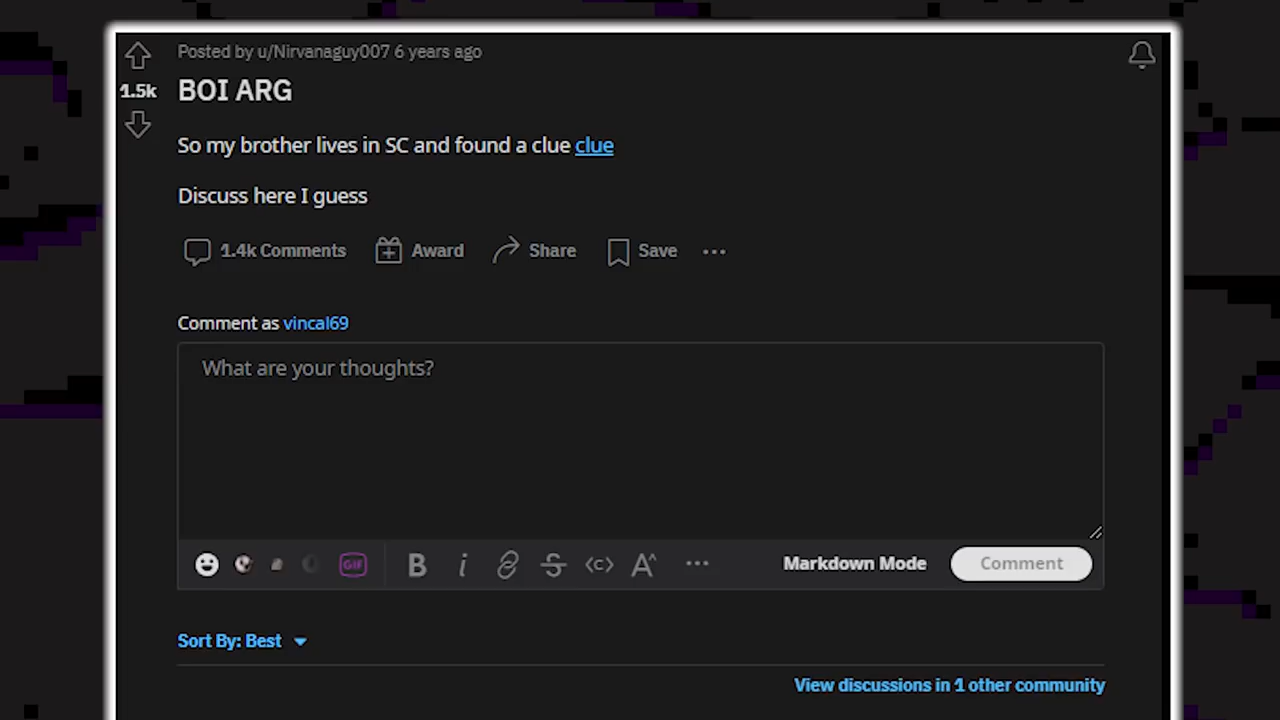 Posted by u/Nirvanaguy007 6 years ago
1.5k
BOI ARG
So my brother lives in SC and found a clue clue
Discuss here I guess
1.4k Comments Award Share Save ...
Comment as vincal69
What are your thoughts?
GIF B i <c> A^ ... Markdown Mode Comment
Sort By: Best
View discussions in 1 other community